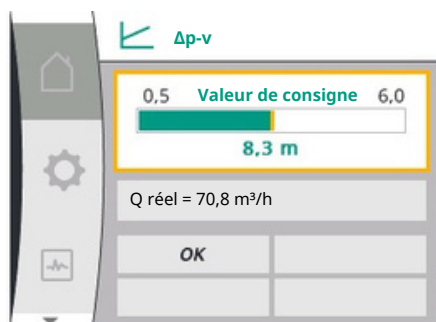 Δp-v
0,5 Valeur de consigne 6,0
8,3 m
Q réel = 70,8 m³/h
OK